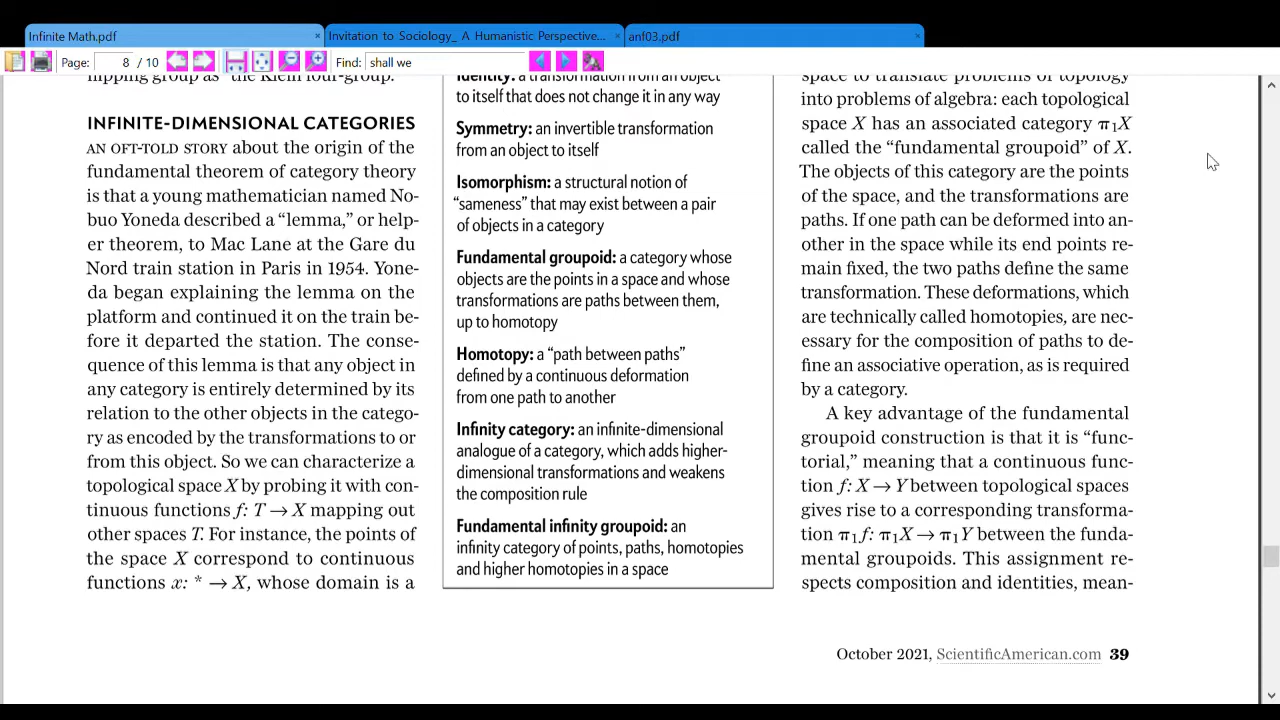 Infinite Math.pdf ×
Invitation to Sociology_ A Humanistic Perspective... ×
anf03.pdf ×
Page: 8 / 10 Find: shall we
flipping group as “the Klein four-group.”
INFINITE-DIMENSIONAL CATEGORIES
AN OFT-TOLD STORY about the origin of the
fundamental theorem of category theory
is that a young mathematician named No-
buo Yoneda described a “lemma,” or help-
er theorem, to Mac Lane at the Gare du
Nord train station in Paris in 1954. Yone-
da began explaining the lemma on the
platform and continued it on the train be-
fore it departed the station. The conse-
quence of this lemma is that any object in
any category is entirely determined by its
relation to the other objects in the catego-
ry as encoded by the transformations to or
from this object. So we can characterize a
topological space X by probing it with con-
tinuous functions f: T → X mapping out
other spaces T. For instance, the points of
the space X correspond to continuous
functions x: * → X, whose domain is a
Identity: a transformation from an object
to itself that does not change it in any way
Symmetry: an invertible transformation
from an object to itself
Isomorphism: a structural notion of
“sameness” that may exist between a pair
of objects in a category
Fundamental groupoid: a category whose
objects are the points in a space and whose
transformations are paths between them,
up to homotopy
Homotopy: a “path between paths”
defined by a continuous deformation
from one path to another
Infinity category: an infinite-dimensional
analogue of a category, which adds higher-
dimensional transformations and weakens
the composition rule
Fundamental infinity groupoid: an
infinity category of points, paths, homotopies
and higher homotopies in a space
space to translate problems of topology
into problems of algebra: each topological
space X has an associated category π₁X
called the “fundamental groupoid” of X.
The objects of this category are the points
of the space, and the transformations are
paths. If one path can be deformed into an-
other in the space while its end points re-
main fixed, the two paths define the same
transformation. These deformations, which
are technically called homotopies, are nec-
essary for the composition of paths to de-
fine an associative operation, as is required
by a category.
A key advantage of the fundamental
groupoid construction is that it is “func-
torial,” meaning that a continuous func-
tion f: X → Y between topological spaces
gives rise to a corresponding transforma-
tion π₁f: π₁X → π₁Y between the funda-
mental groupoids. This assignment re-
spects composition and identities, mean-
October 2021, ScientificAmerican.com 39